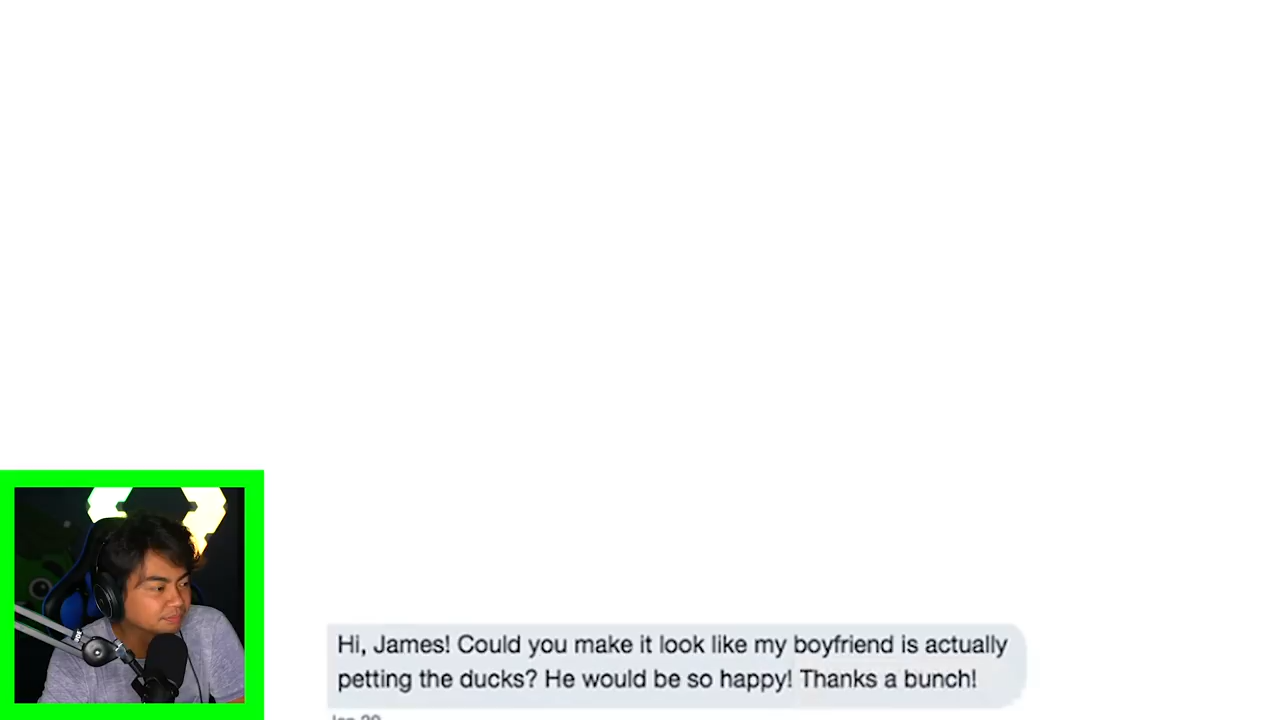 Hi, James! Could you make it look like my boyfriend is actually
petting the ducks? He would be so happy! Thanks a bunch!